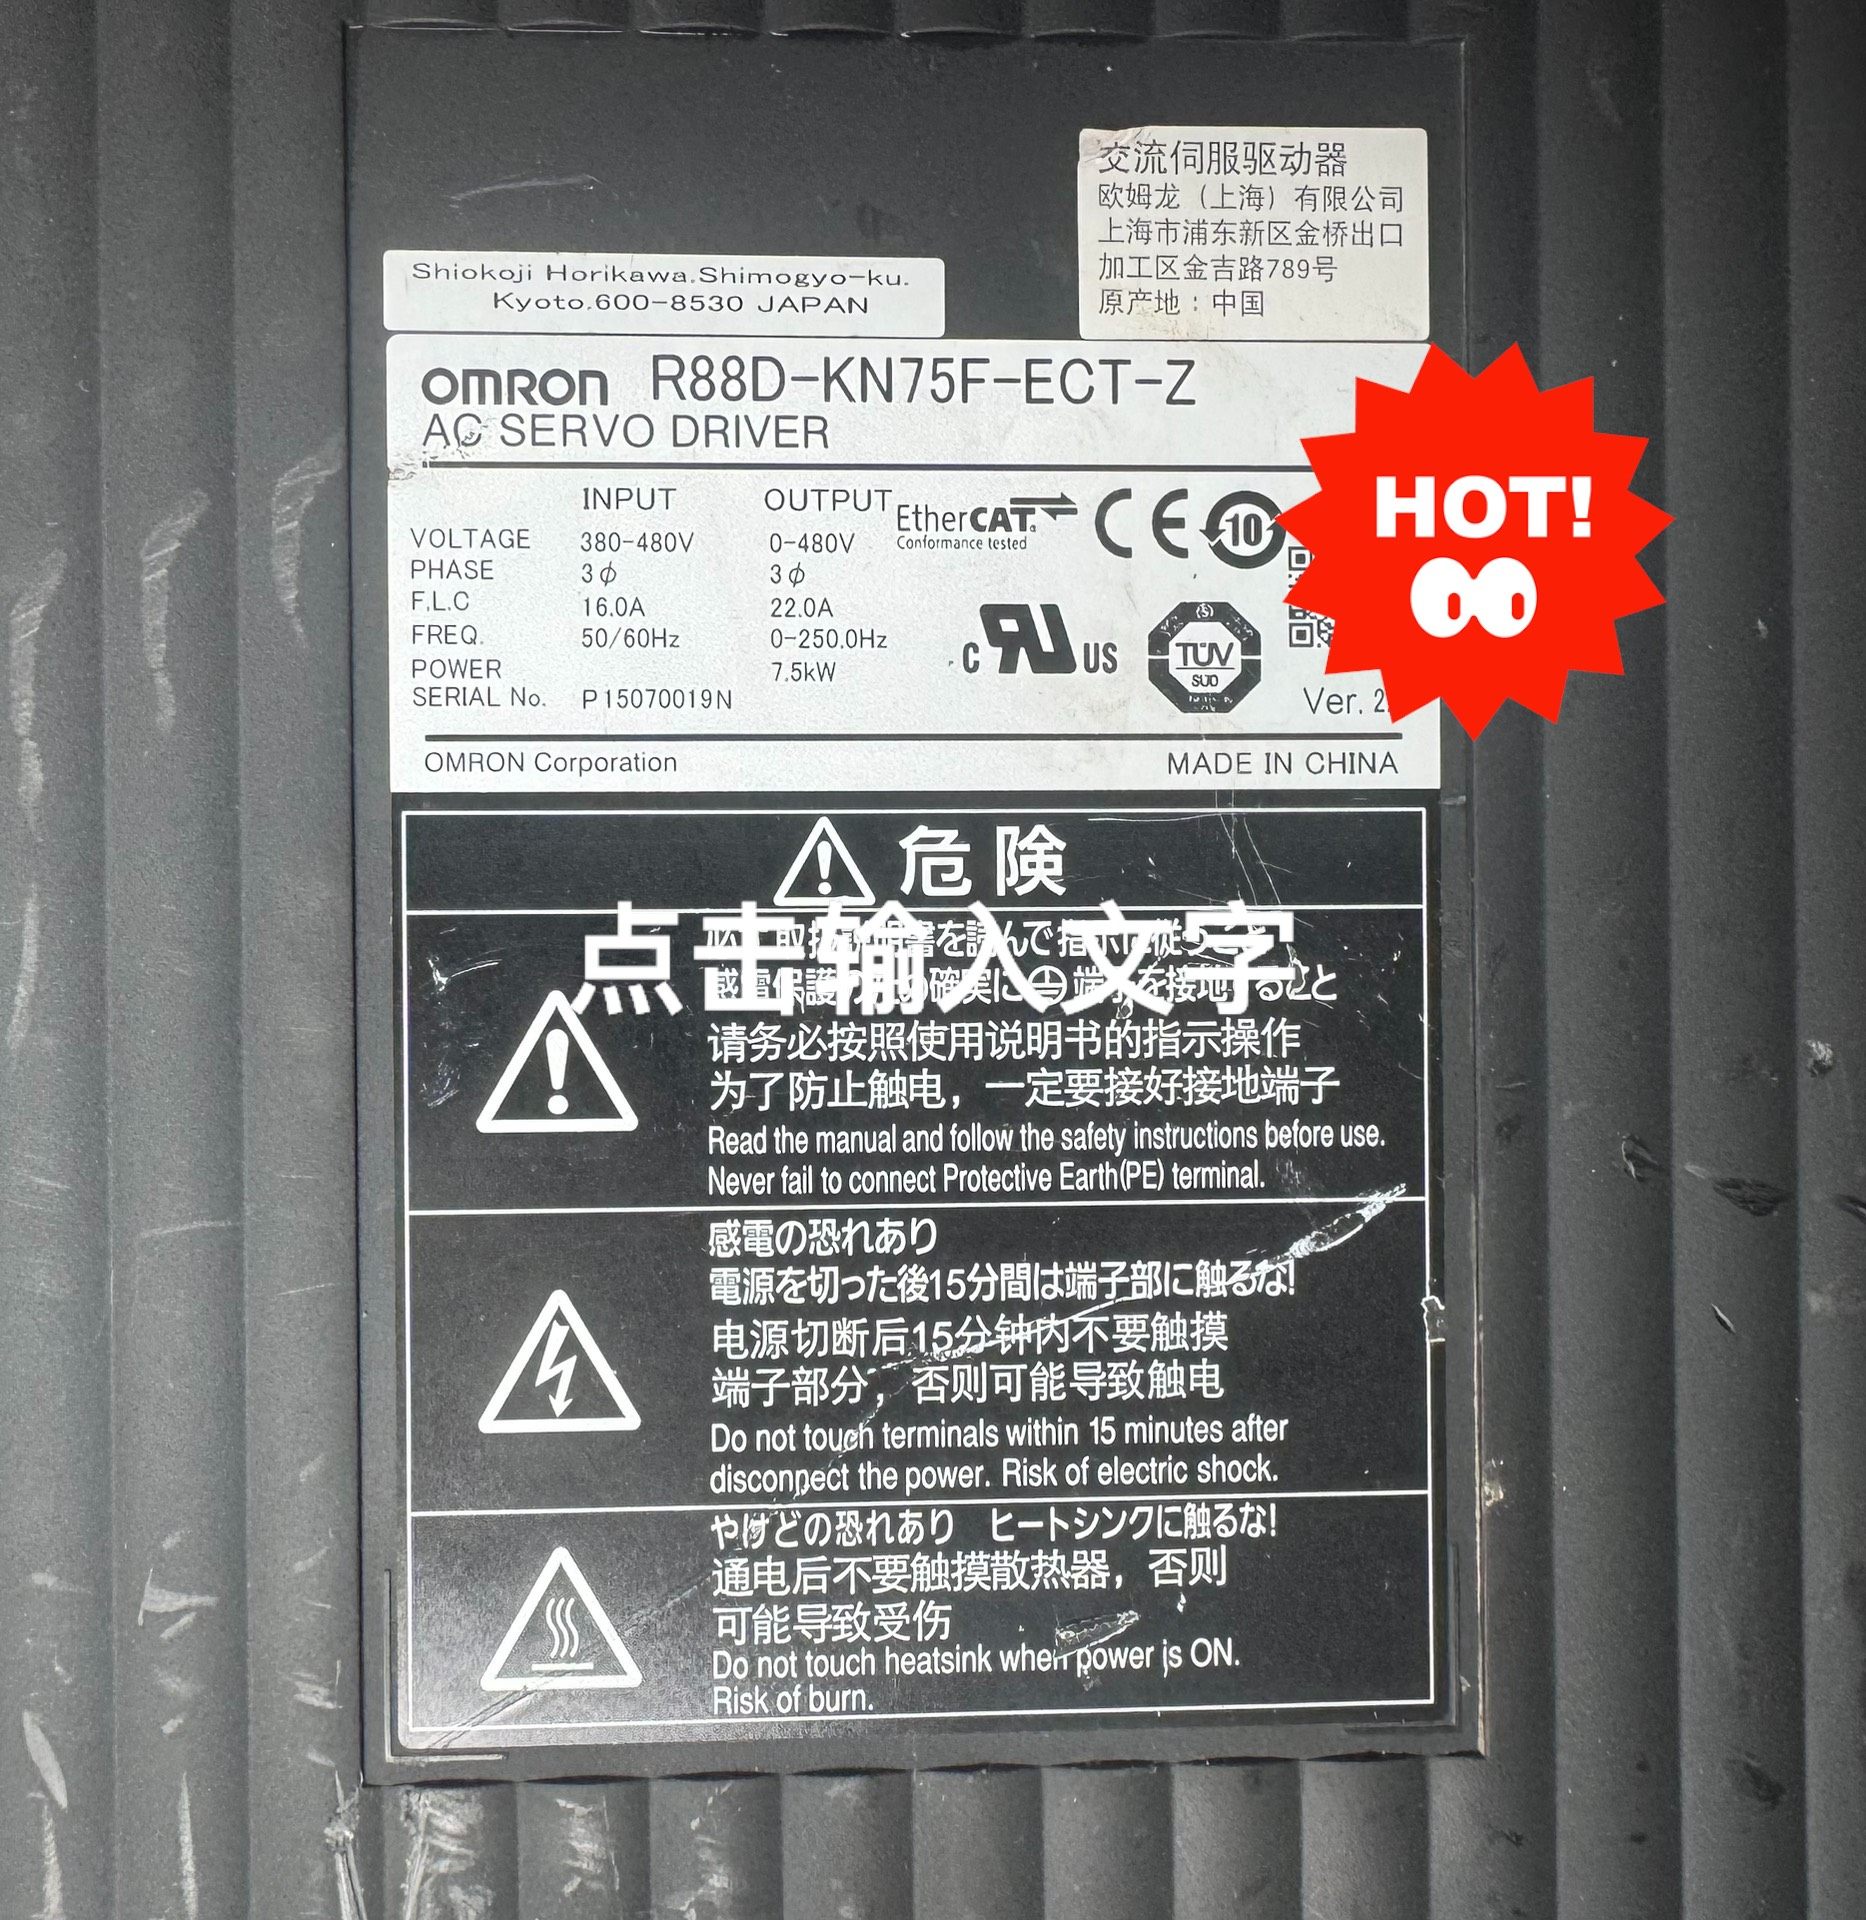 交流伺服驱动器
欧姆龙（上海）有限公司
上海市浦东新区金桥出口
加工区金吉路789号
原产地：中国
Shiokoji Horikawa,Shimogyo-ku,
Kyoto,600-8530 JAPAN
OMRON R88D-KN75F-ECT-Z
AC SERVO DRIVER
INPUT OUTPUT
VOLTAGE 380-480V 0-480V
PHASE 3φ 3φ
F.L.C 16.0A 22.0A
FREQ. 50/60Hz 0-250.0Hz
POWER 7.5kW
SERIAL No. P15070019N
EtherCAT
Conformance tested
CE 10
c RU US
TÜV
SÜD
Ver. 2.
HOT!
OMRON Corporation MADE IN CHINA
危険
点击输入文字
请务必按照使用说明书的指示操作
为了防止触电，一定要接好接地端子
Read the manual and follow the safety instructions before use.
Never fail to connect Protective Earth(PE) terminal.
感電の恐れあり
電源を切った後15分間は端子部に触るな!
电源切断后15分钟内不要触摸
端子部分，否则可能导致触电
Do not touch terminals within 15 minutes after
disconnect the power. Risk of electric shock.
やけどの恐れあり ヒートシンクに触るな!
通电后不要触摸散热器，否则
可能导致受伤
Do not touch heatsink when power is ON.
Risk of burn.